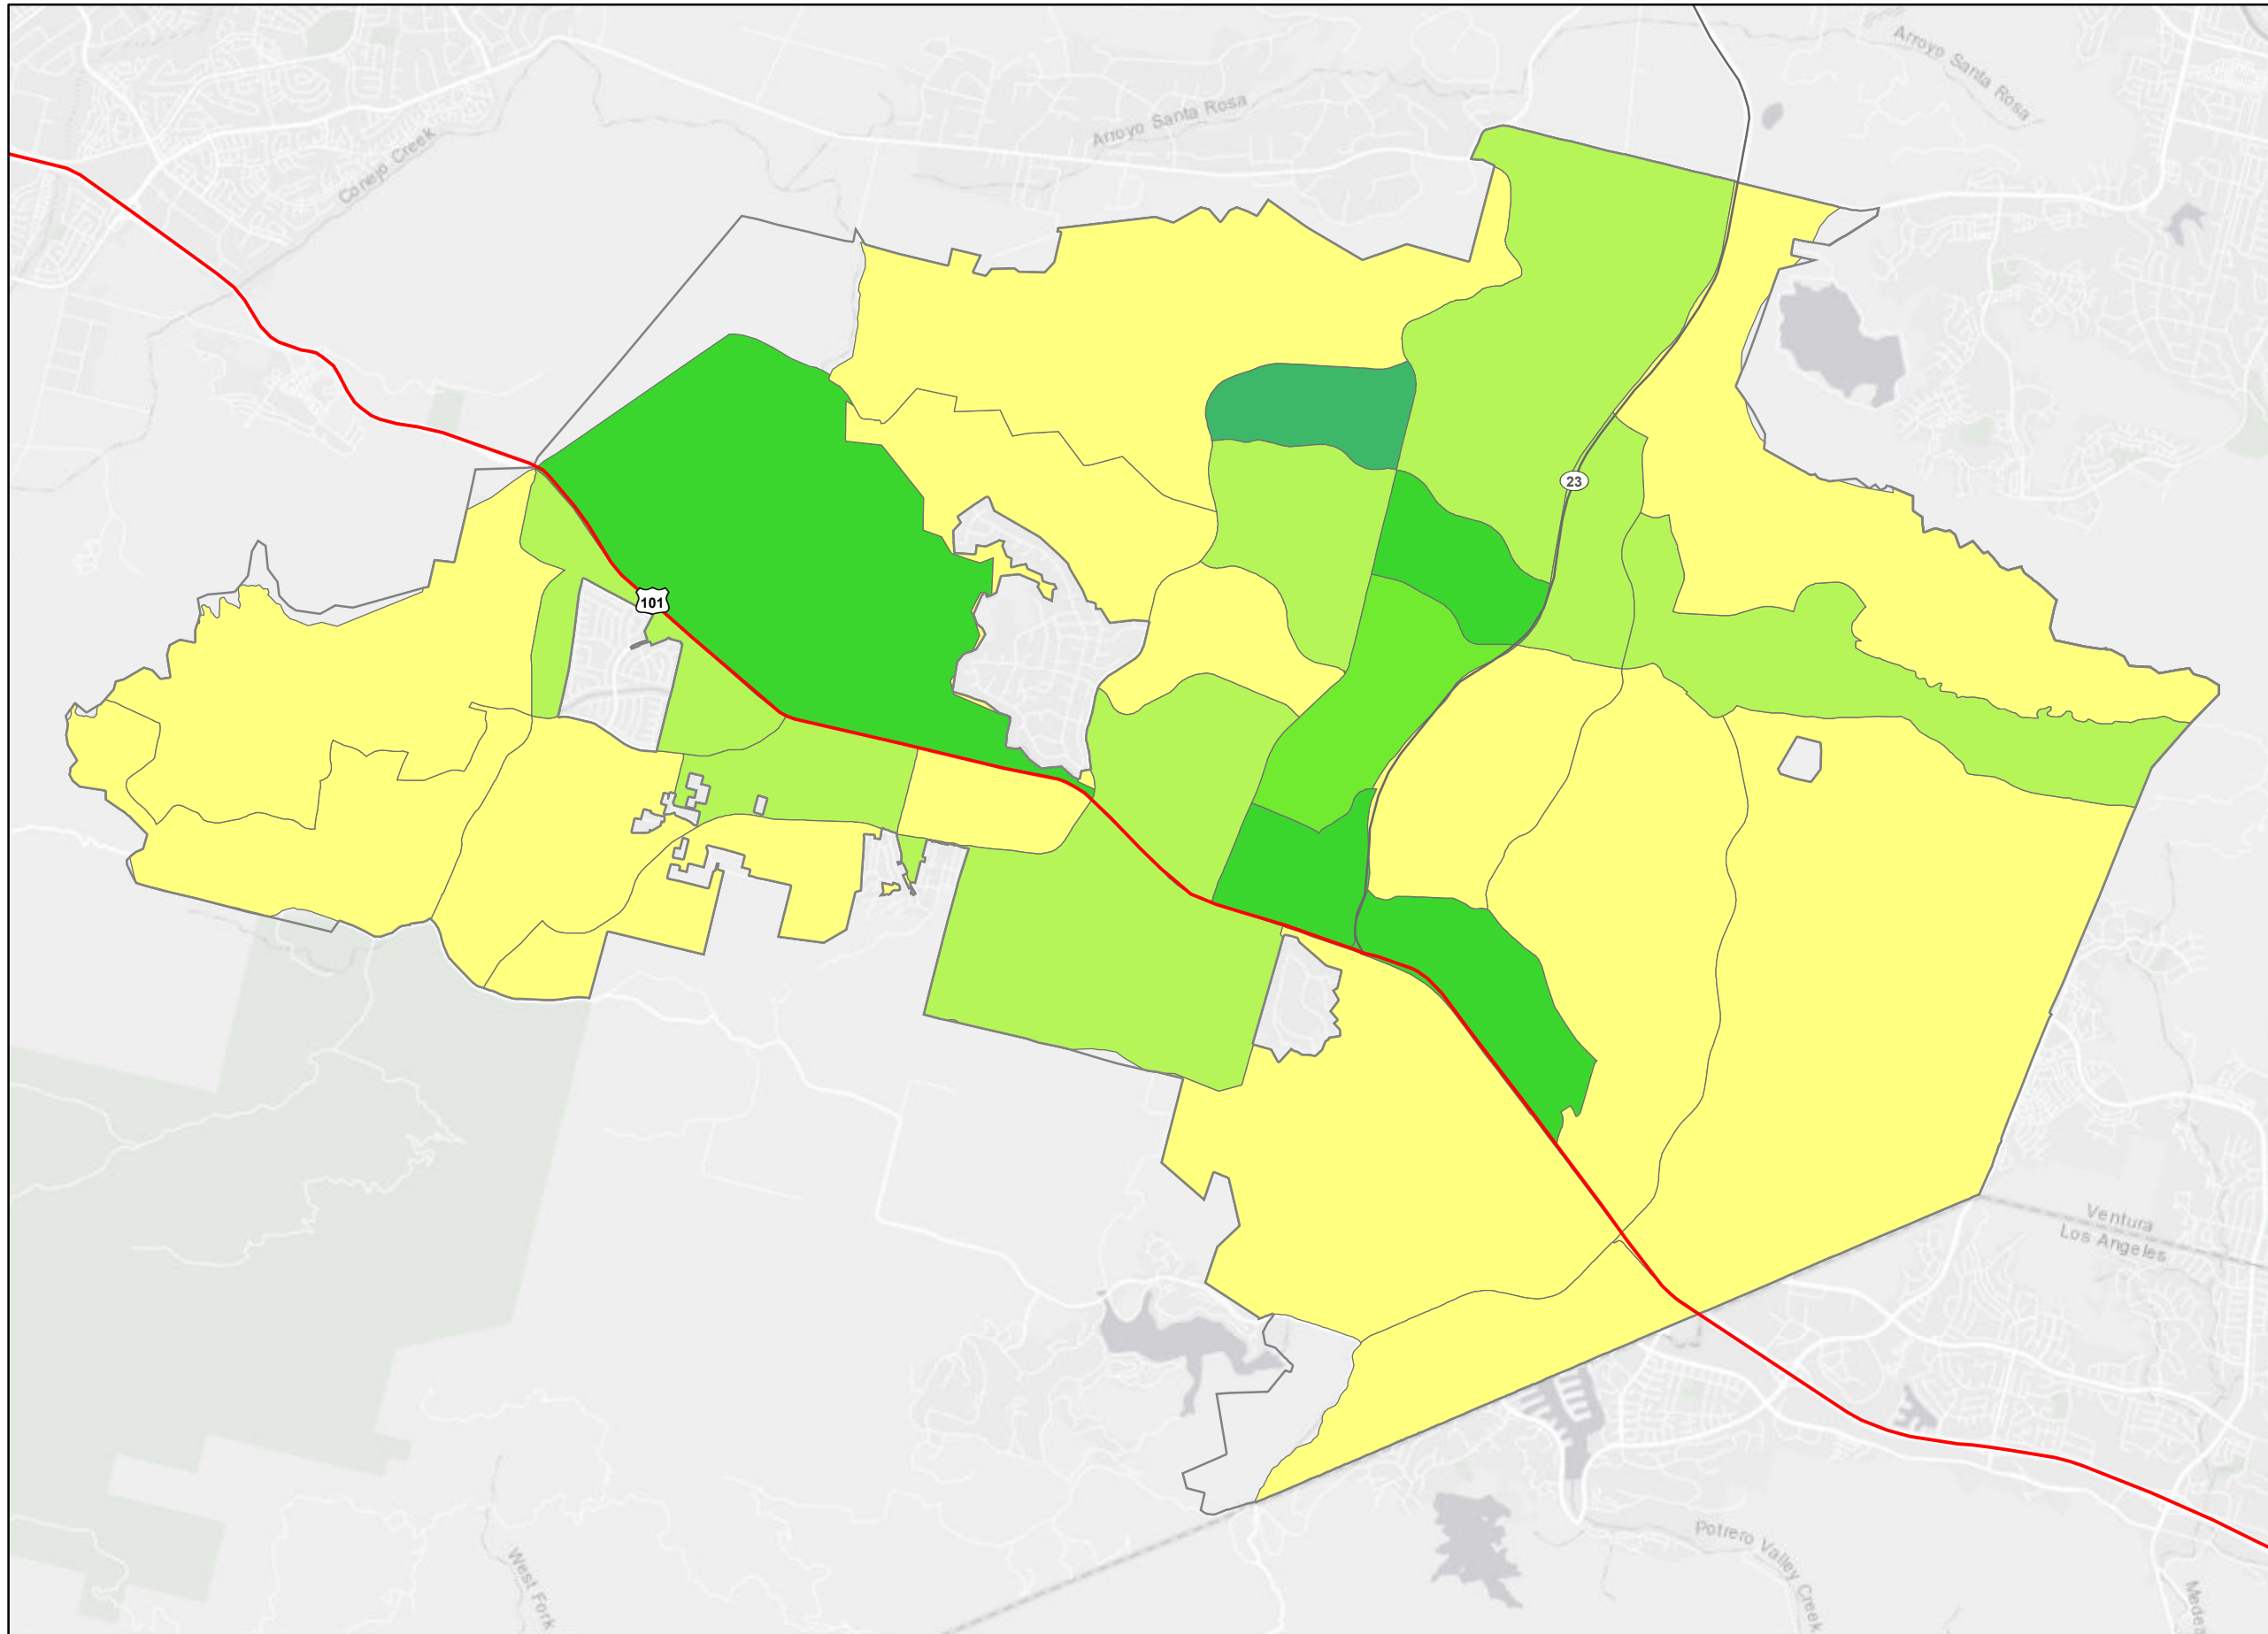 Arroyo Santa Rosa
Arroyo Santa Rosa
Conejo Creek
23
101
Ventura
Los Angeles
Potrero Valley Creek
West Fork